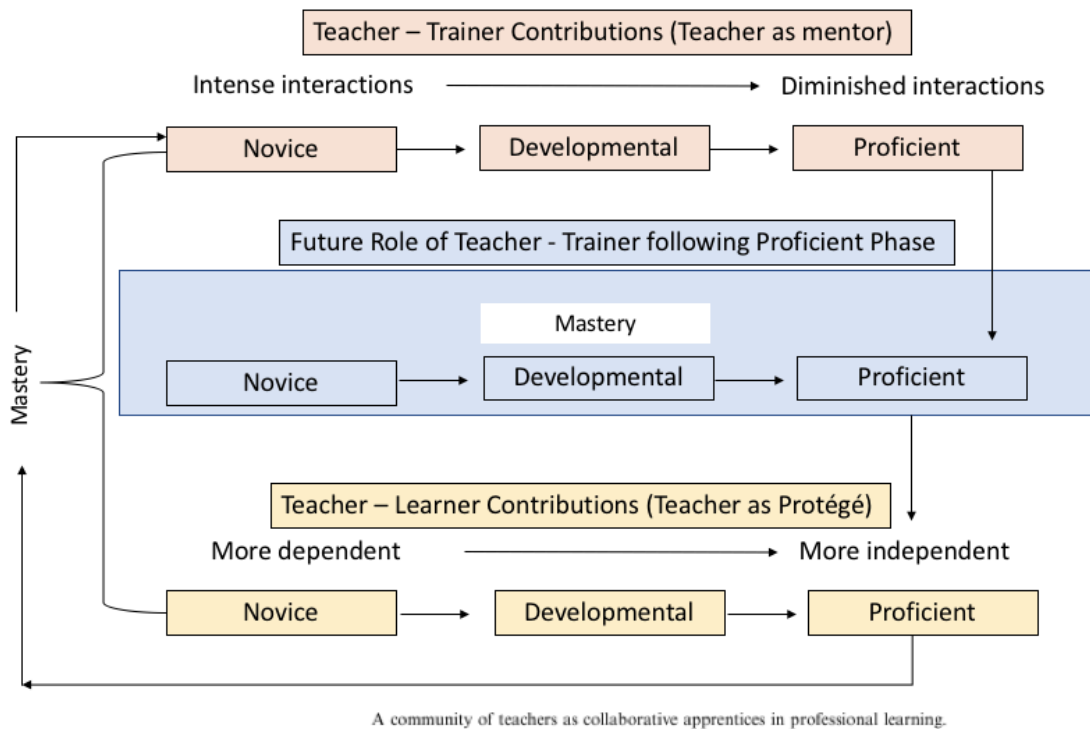 Teacher – Trainer Contributions (Teacher as mentor)
Intense interactions
Diminished interactions
Novice
Developmental
Proficient
Future Role of Teacher - Trainer following Proficient Phase
Mastery
Mastery
Novice
Developmental
Proficient
Teacher – Learner Contributions (Teacher as Protégé)
More dependent
More independent
Novice
Developmental
Proficient
A community of teachers as collaborative apprentices in professional learning.